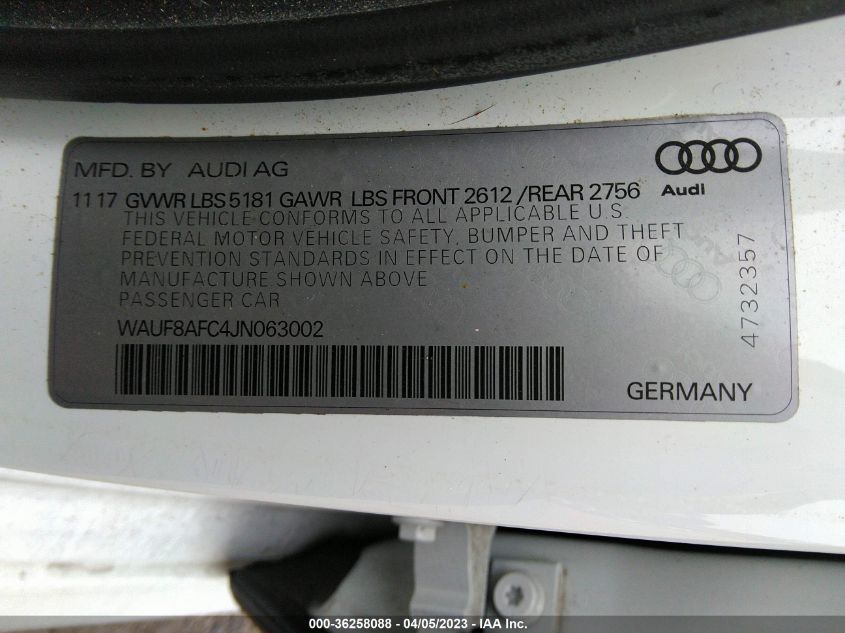 MFD. BY AUDI AG
11 17 GVWR LBS 5181 GAWR LBS FRONT 2612 / REAR 2756
Audi
THIS VEHICLE CONFORMS TO ALL APPLICABLE U.S.
FEDERAL MOTOR VEHICLE SAFETY, BUMPER AND THEFT
PREVENTION STANDARDS IN EFFECT ON THE DATE OF
MANUFACTURE SHOWN ABOVE
PASSENGER CAR
WAUF8AFC4JN063002
4732357
GERMANY
000-36258088 - 04/05/2023 - © IAA Inc.